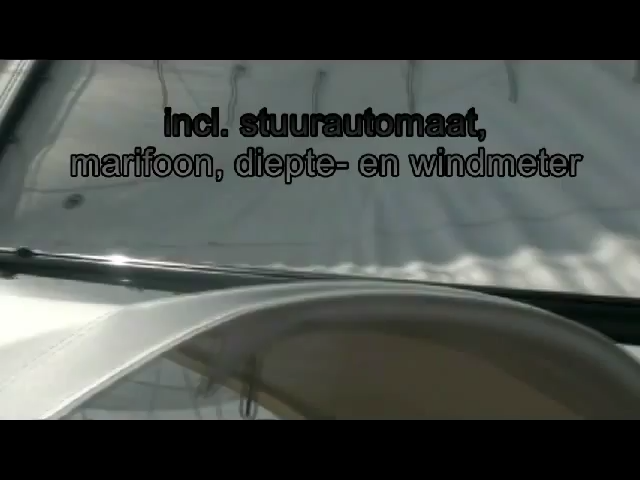 incl. stuurautomaat,
marifoon, diepte- en windmeter